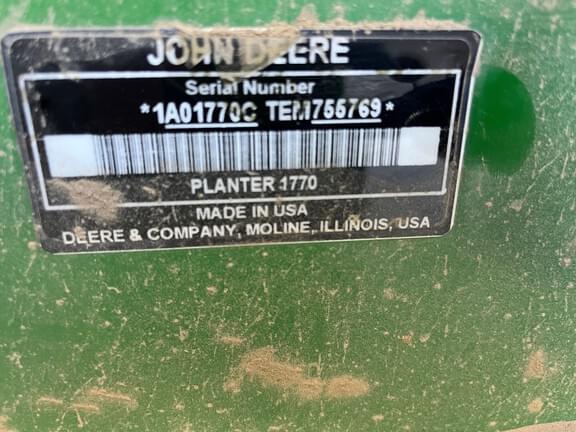 JOHN DEERE
Serial Number
*1A01770C TEM755769*
PLANTER 1770
MADE IN USA
DEERE & COMPANY, MOLINE, ILLINOIS, USA